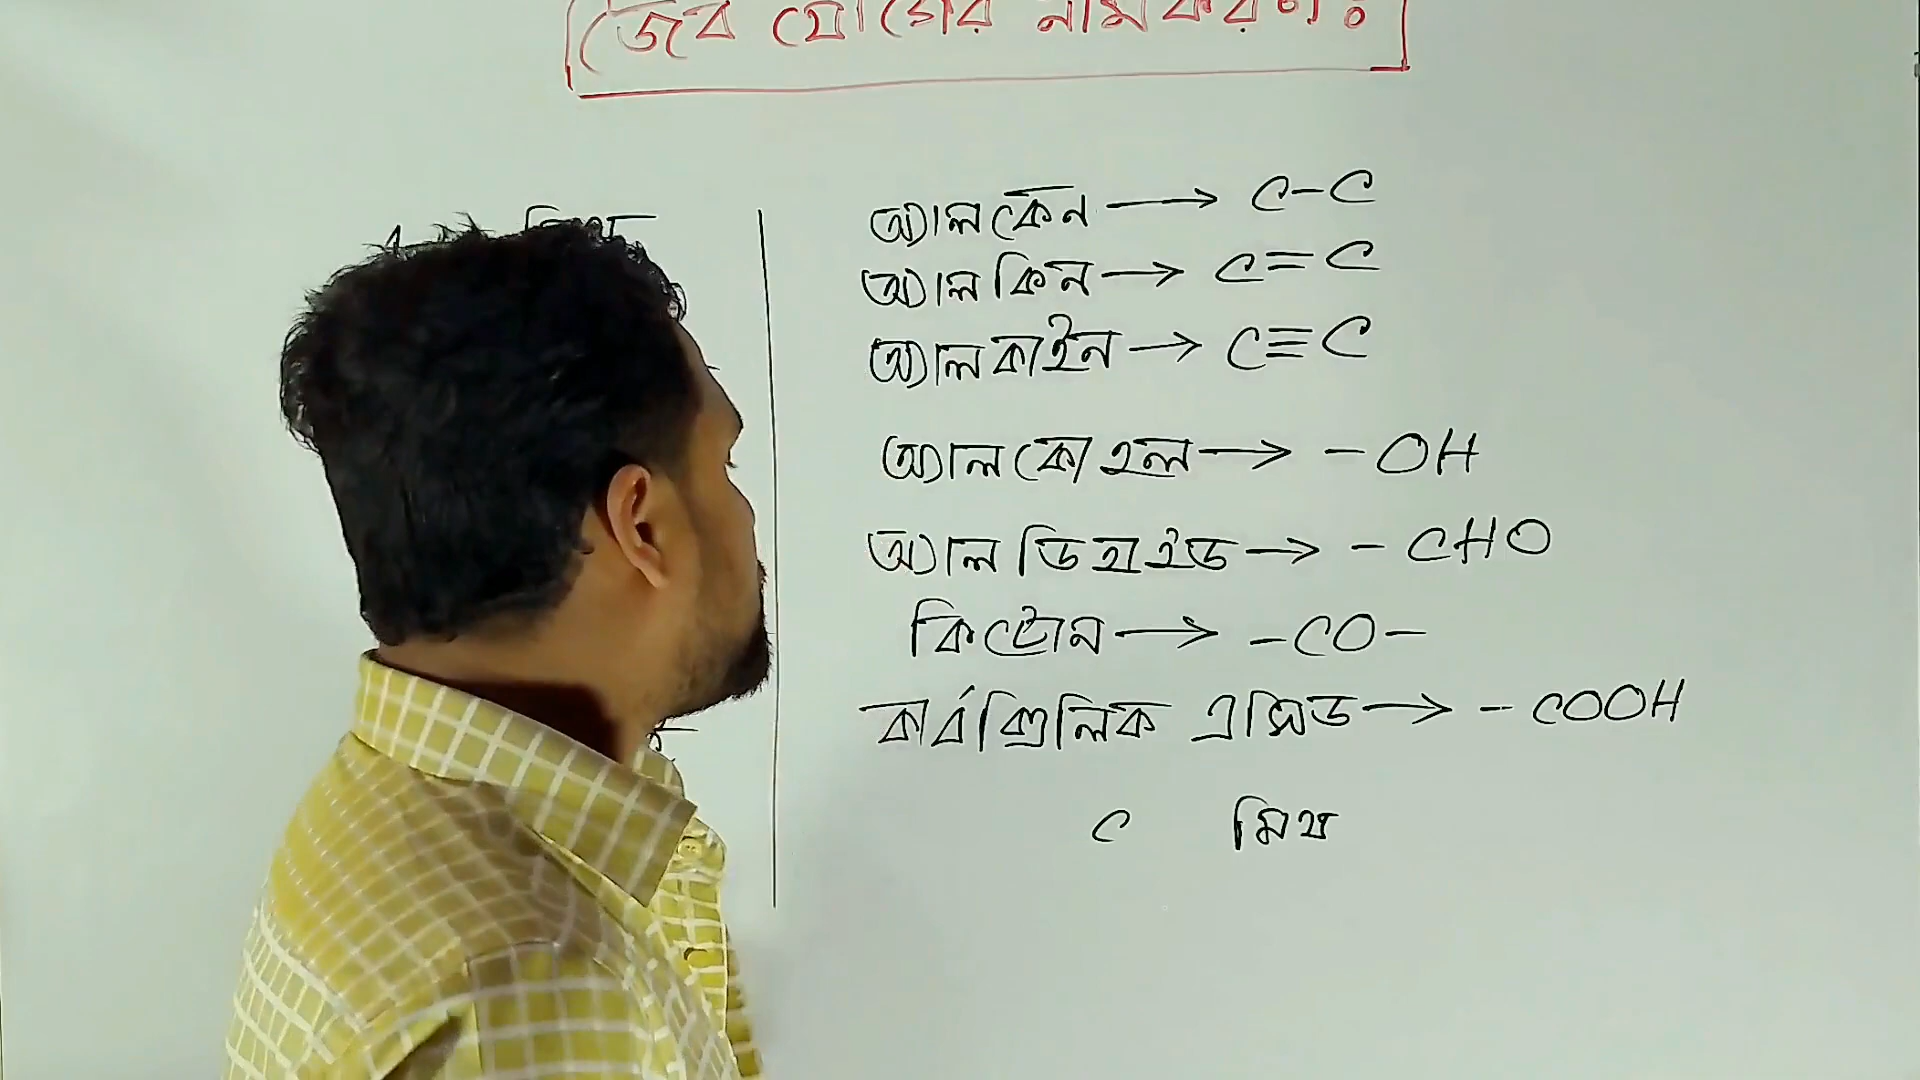 জৈব যৌগের নামকরণঃ
অ্যালকেন → C–C
অ্যালকিন → C=C
অ্যালকাইন → C≡C
অ্যালকোহল → –OH
অ্যালডিহাইড → –CHO
কিটোন → –CO–
কার্বক্সিলিক এসিড → –COOH
C মিথ